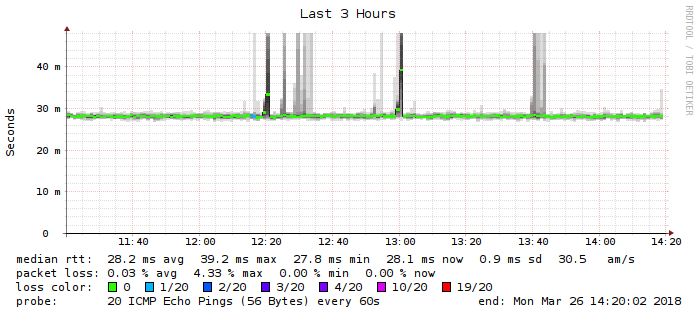 Last 3 Hours
RRDTOOL / TOBI OETIKER
Seconds
40 m
30 m
20 m
10 m
0
11:40 12:00 12:20 12:40 13:00 13:20 13:40 14:00 14:20
median rtt: 28.2 ms avg 39.2 ms max 27.8 ms min 28.1 ms now 0.9 ms sd 30.5 am/s
packet loss: 0.03 % avg 4.33 % max 0.00 % min 0.00 % now
loss color: 0 1/20 2/20 3/20 4/20 10/20 19/20
probe: 20 ICMP Echo Pings (56 Bytes) every 60s end: Mon Mar 26 14:20:02 2018